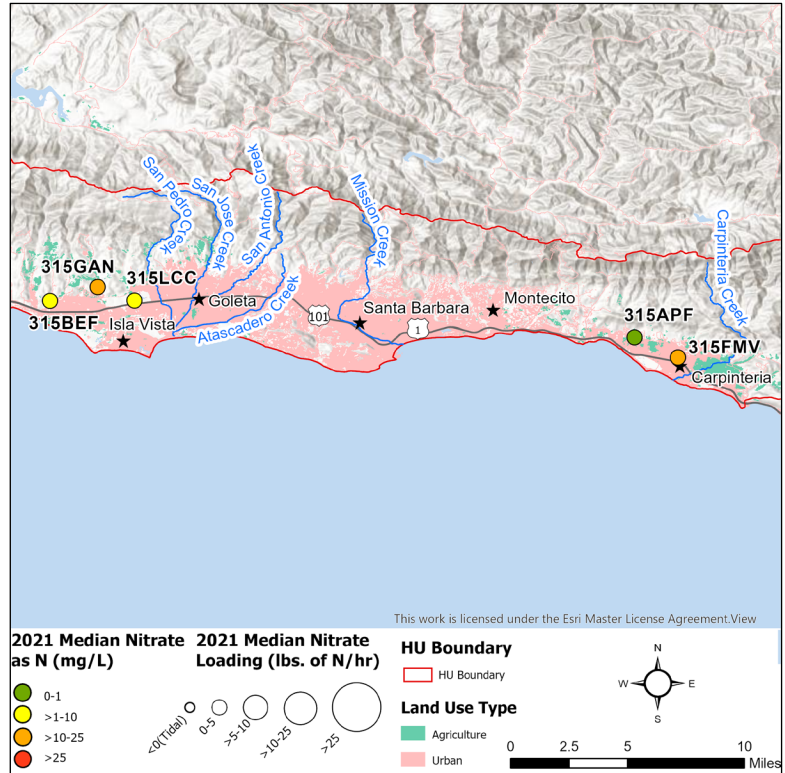 San Pedro Creek
San Jose Creek
San Antonio Creek
Mission Creek
Carpinteria Creek
315GAN
315LCC
315BEF
Isla Vista
Goleta
Atascadero Creek
101
Santa Barbara
1
Montecito
315APF
315FMV
Carpinteria
This work is licensed under the Esri Master License Agreement.View
2021 Median Nitrate
as N (mg/L)
0-1
>1-10
>10-25
>25
2021 Median Nitrate
Loading (lbs. of N/hr)
<0(Tidal)
0-5
>5-10
>10-25
>25
HU Boundary
HU Boundary
Land Use Type
Agriculture
Urban
N
W E
S
0 2.5 5 10
Miles